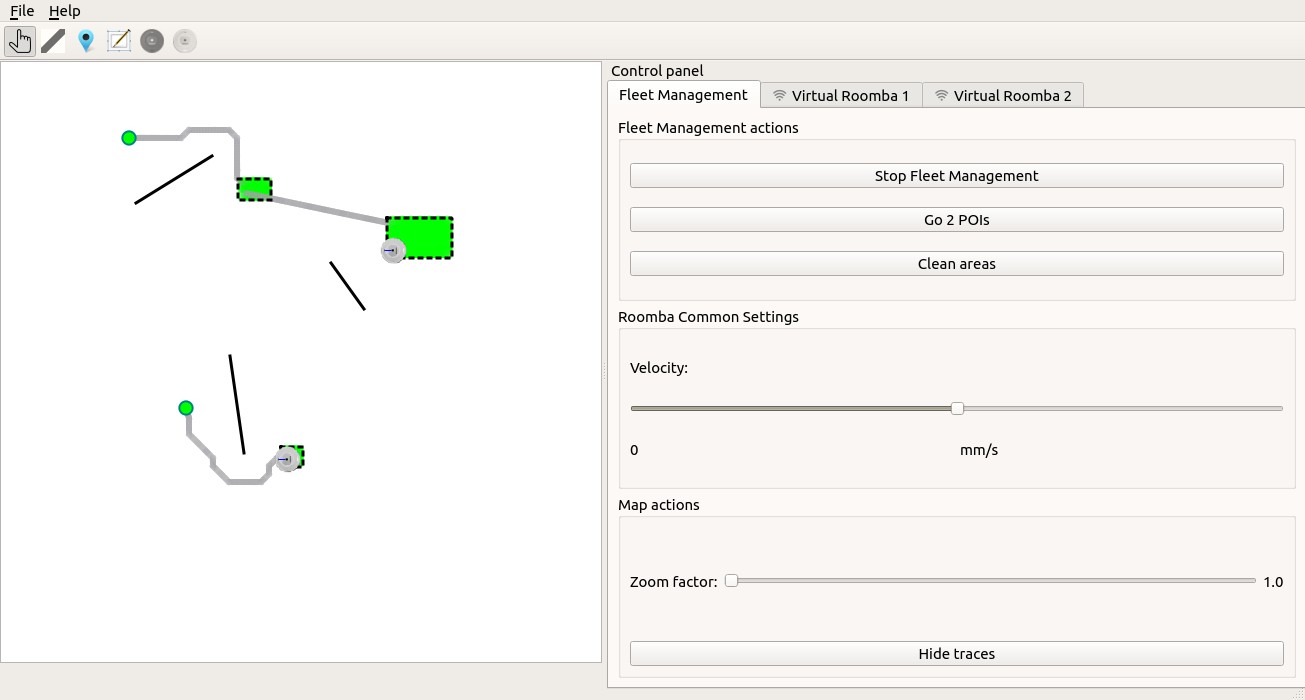 File Help
Control panel
Fleet Management Virtual Roomba 1 Virtual Roomba 2
Fleet Management actions
Stop Fleet Management
Go 2 POIs
Clean areas
Roomba Common Settings
Velocity:
0 mm/s
Map actions
Zoom factor: 1.0
Hide traces